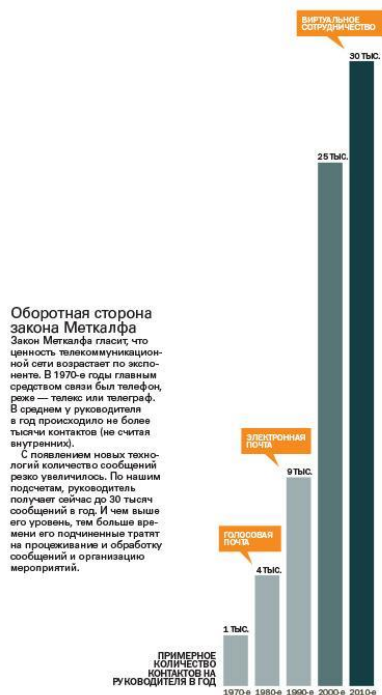 ВИРТУАЛЬНОЕ
СОТРУДНИЧЕСТВО
30 ТЫС.
25 ТЫС.
Оборотная сторона
закона Меткалфа
Закон Меткалфа гласит, что
ценность телекоммуникацион-
ной сети возрастает по экспо-
ненте. В 1970-е годы главным
средством связи был телефон,
реже — телекс или телеграф.
В среднем у руководителя
в год происходило не более
тысячи контактов (не считая
внутренних).
С появлением новых техно-
логий количество сообщений
резко увеличилось. По нашим
подсчетам, руководитель
получает сейчас до 30 тысяч
сообщений в год. И чем выше
его уровень, тем больше вре-
мени его подчиненные тратят
на процеживание и обработку
сообщений и организацию
мероприятий.
ЭЛЕКТРОННАЯ
ПОЧТА
9 ТЫС.
ГОЛОСОВАЯ
ПОЧТА
4 ТЫС.
1 ТЫС.
ПРИМЕРНОЕ
КОЛИЧЕСТВО
КОНТАКТОВ НА
РУКОВОДИТЕЛЯ В ГОД
1970-е 1980-е 1990-е 2000-е 2010-е